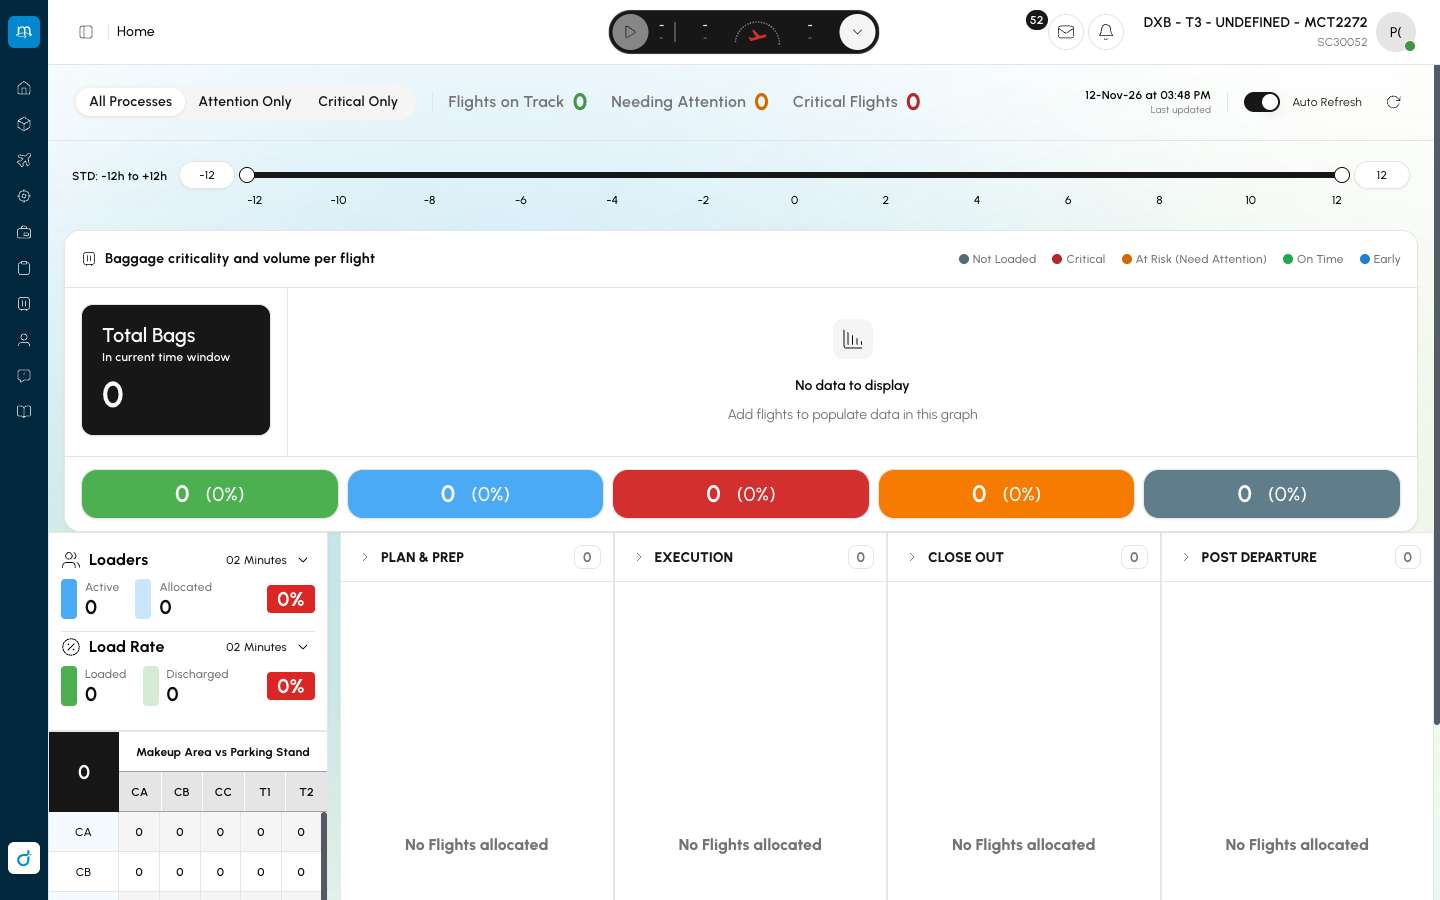 Home
-
-
-
-
-
-
52
DXB - T3 - UNDEFINED - MCT2272
SC30052
P(
All Processes
Attention Only
Critical Only
Flights on Track 0
Needing Attention 0
Critical Flights 0
12-Nov-26 at 03:48 PM
Last updated
Auto Refresh
STD: -12h to +12h
-12
12
-12 -10 -8 -6 -4 -2 0 2 4 6 8 10 12
Baggage criticality and volume per flight
Not Loaded
Critical
At Risk (Need Attention)
On Time
Early
Total Bags
In current time window
0
No data to display
Add flights to populate data in this graph
0 (0%)
0 (0%)
0 (0%)
0 (0%)
0 (0%)
Loaders
02 Minutes
Active
0
Allocated
0
0%
Load Rate
02 Minutes
Loaded
0
Discharged
0
0%
0
Makeup Area vs Parking Stand
CA CB CC T1 T2
CA 0 0 0 0 0
CB 0 0 0 0 0
PLAN & PREP 0
No Flights allocated
EXECUTION 0
No Flights allocated
CLOSE OUT 0
No Flights allocated
POST DEPARTURE 0
No Flights allocated